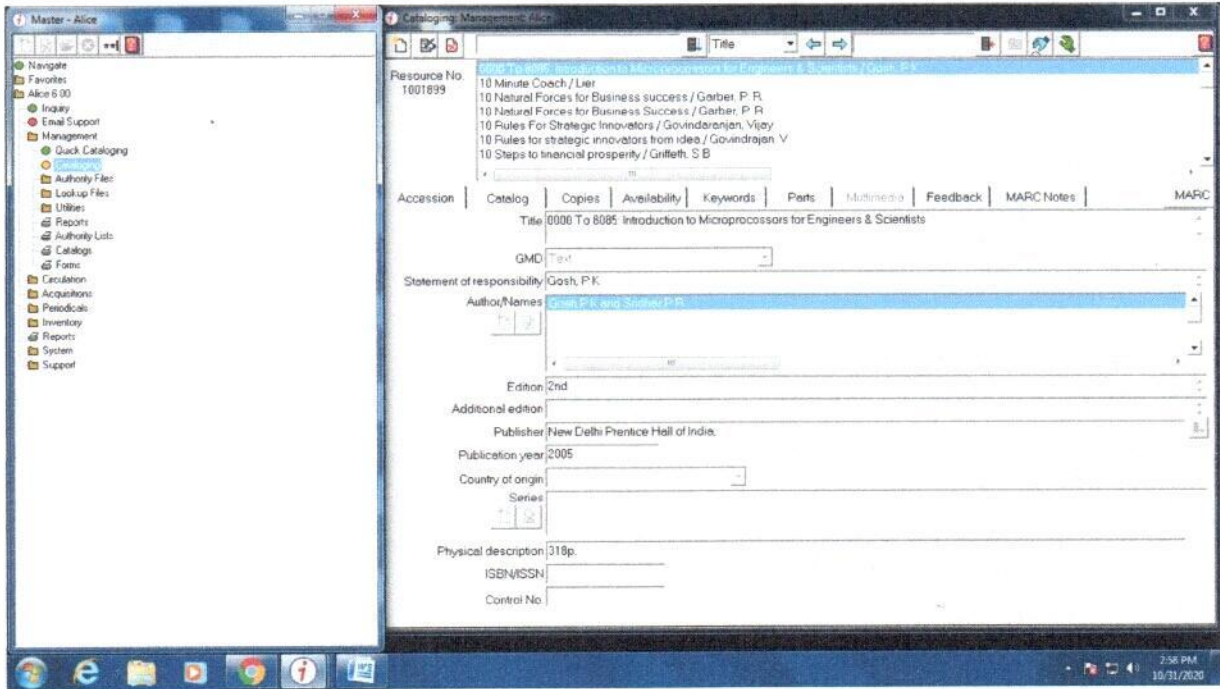 Master - Alice
Navigate
Favorites
Alice 6.00
Inquiry
Email Support
Management
Quick Cataloging
Cataloging
Authority Files
Lookup Files
Utilities
Reports
Authority Lists
Catalogs
Forms
Circulation
Acquisitions
Periodicals
Inventory
Reports
System
Support
Cataloging: Management: Alice
Title
Resource No.
1001899
0000 To 8085: Introduction to Microprocessors for Engineers & Scientists / Gosh, P.K
10 Minute Coach / Lier
10 Natural Forces for Business success / Garber, P. R.
10 Natural Forces for Business Success / Garber, P. R.
10 Rules For Strategic Innovators / Govindaranjan, Vijay
10 Rules for strategic innovators from idea / Govindrajan. V
10 Steps to financial prosperity / Griffeth, S B
Accession Catalog Copies Availability Keywords Parts Multimedia Feedback MARC Notes MARC
Title 0000 To 8085: Introduction to Microprocossors for Engineers & Scientists
GMD Text
Statement of responsibility Gosh, P.K
Author/Names Gosh P.K and Sridhar P.R
Edition 2nd
Additional edition
Publisher New Delhi Prentice Hall of India;
Publication year 2005
Country of origin
Series
Physical description 318p.
ISBN/ISSN
Control No.
2:56 PM
10/31/2020